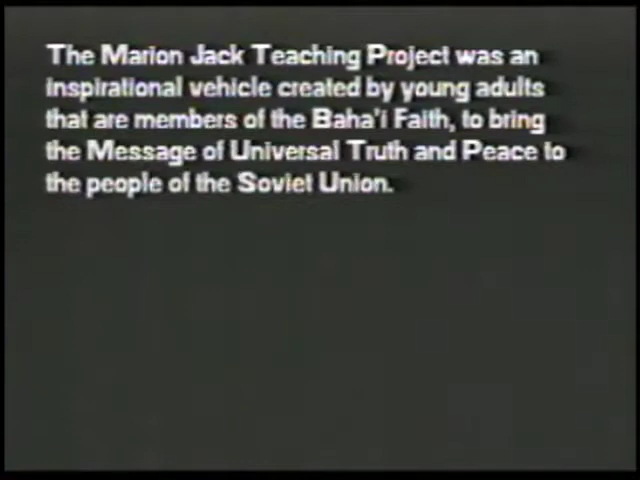 The Marion Jack Teaching Project was an
inspirational vehicle created by young adults
that are members of the Baha'i Faith, to bring
the Message of Universal Truth and Peace to
the people of the Soviet Union.